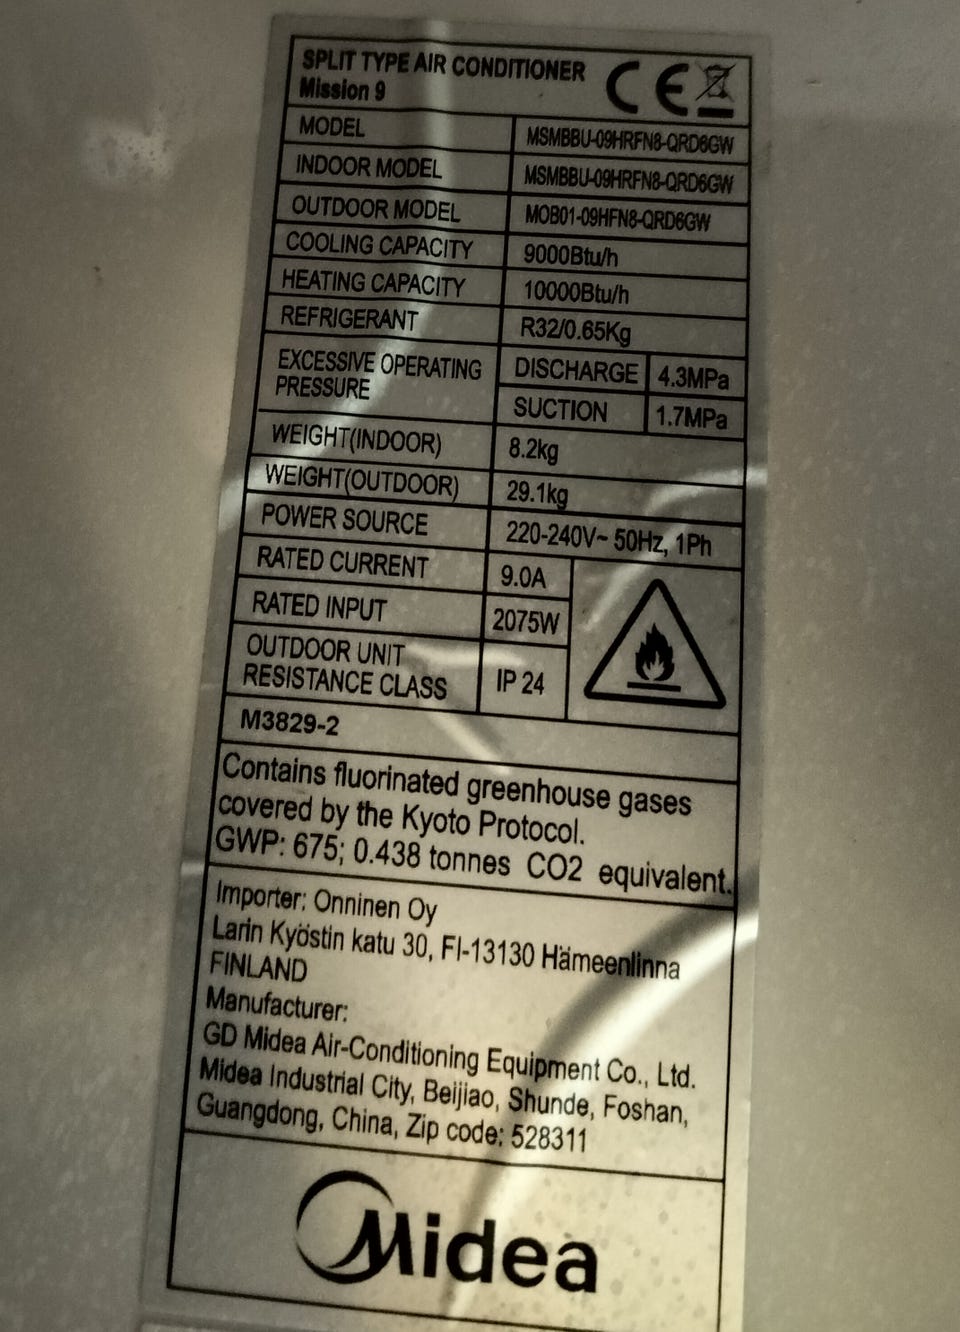 SPLIT TYPE AIR CONDITIONER
Mission 9
CE
MODEL MSMBBU-09HRFN8-QRD6GW
INDOOR MODEL MSMBBU-09HRFN8-QRD6GW
OUTDOOR MODEL MOB01-09HFN8-QRD6GW
COOLING CAPACITY 9000Btu/h
HEATING CAPACITY 10000Btu/h
REFRIGERANT R32/0.65Kg
EXCESSIVE OPERATING
PRESSURE
DISCHARGE 4.3MPa
SUCTION 1.7MPa
WEIGHT(INDOOR) 8.2kg
WEIGHT(OUTDOOR) 29.1kg
POWER SOURCE 220-240V~ 50Hz, 1Ph
RATED CURRENT 9.0A
RATED INPUT 2075W
OUTDOOR UNIT
RESISTANCE CLASS IP 24
M3829-2
Contains fluorinated greenhouse gases
covered by the Kyoto Protocol.
GWP: 675; 0.438 tonnes CO2 equivalent.
Importer: Onninen Oy
Larin Kyöstin katu 30, FI-13130 Hämeenlinna
FINLAND
Manufacturer:
GD Midea Air-Conditioning Equipment Co., Ltd.
Midea Industrial City, Beijiao, Shunde, Foshan,
Guangdong, China, Zip code: 528311
Midea